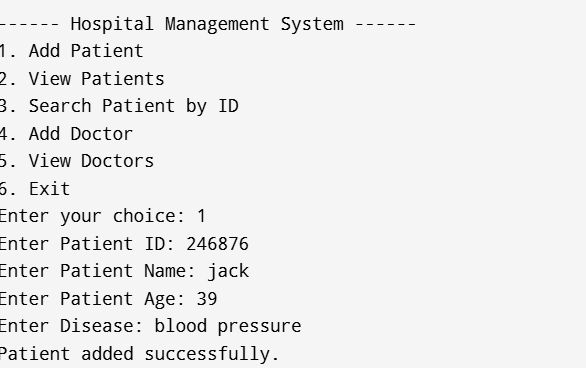 ------ Hospital Management System ------
1. Add Patient
2. View Patients
3. Search Patient by ID
4. Add Doctor
5. View Doctors
6. Exit
Enter your choice: 1
Enter Patient ID: 246876
Enter Patient Name: jack
Enter Patient Age: 39
Enter Disease: blood pressure
Patient added successfully.